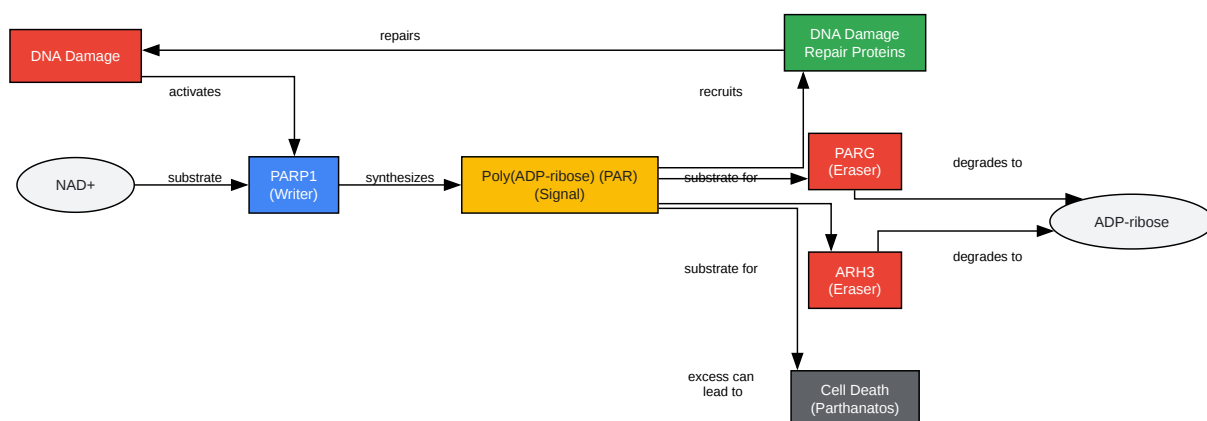 repairs
DNA Damage
Repair Proteins
DNA Damage
activates
recruits
NAD+
substrate
PARP1
(Writer)
synthesizes
Poly(ADP-ribose) (PAR)
(Signal)
substrate for
PARG
(Eraser)
degrades to
ADP-ribose
substrate for
ARH3
(Eraser)
degrades to
excess can
lead to
Cell Death
(Parthanatos)